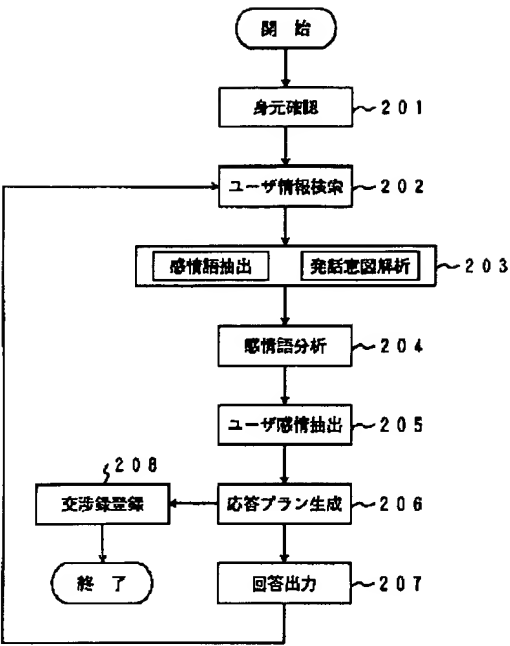 開 始
身元確認 201
ユーザ情報検索 202
感情語抽出 発話意図解析 203
感情語分析 204
ユーザ感情抽出 205
208
交渉録登録 応答プラン生成 206
終 了 回答出力 207